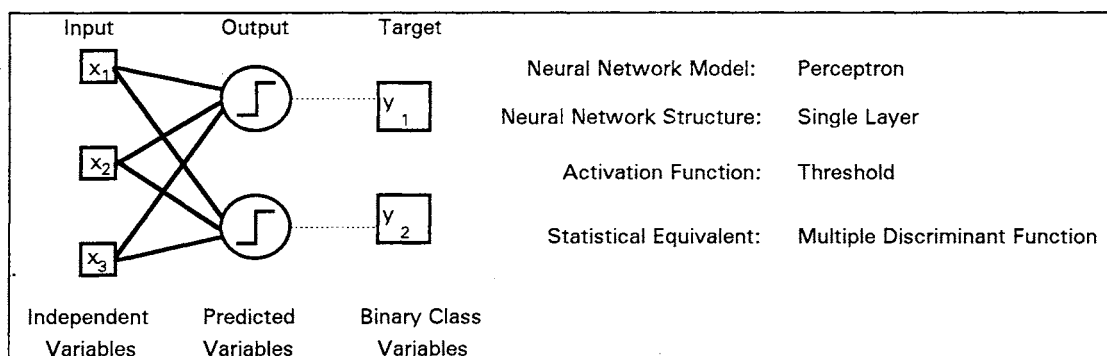 Input Output Target
x1
x2
x3
y1
y2
Independent Variables
Predicted Variables
Binary Class Variables
Neural Network Model: Perceptron
Neural Network Structure: Single Layer
Activation Function: Threshold
Statistical Equivalent: Multiple Discriminant Function